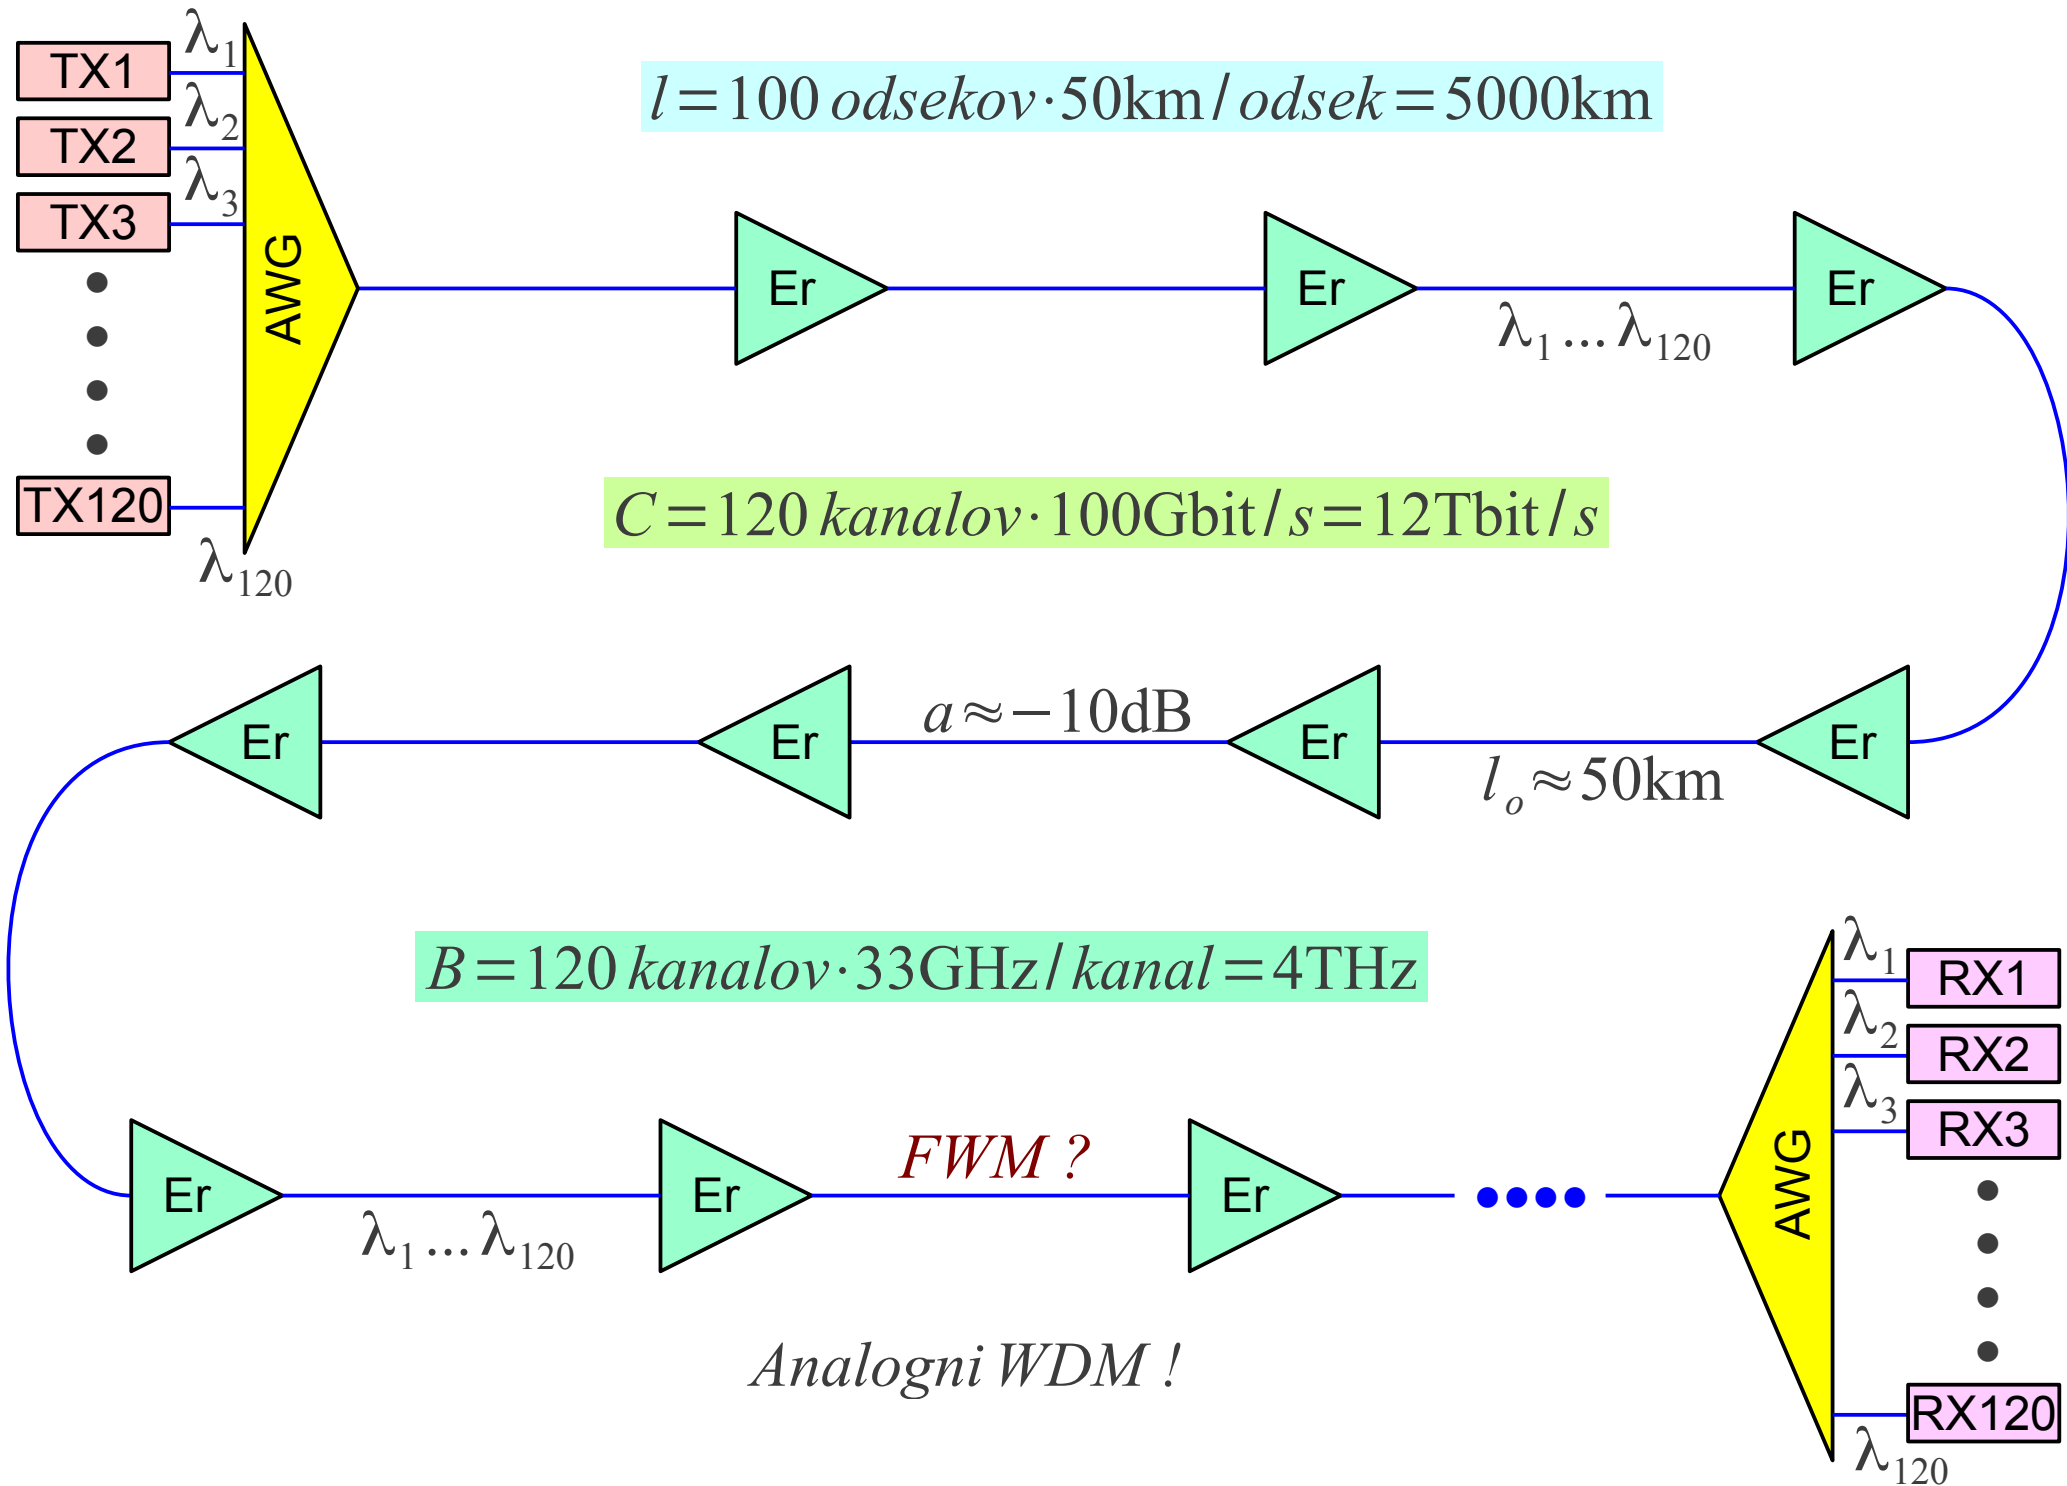 TX1
λ1
TX2
λ2
TX3
λ3
AWG
TX120
λ120
l=100 odsekov·50km/odsek=5000km
Er
Er
Er
λ1...λ120
C=120 kanalov·100Gbit/s=12Tbit/s
Er
Er
Er
Er
a≈−10dB
lo≈50km
B=120 kanalov·33GHz/kanal=4THz
Er
Er
Er
λ1...λ120
FWM ?
AWG
λ1
RX1
λ2
RX2
λ3
RX3
RX120
λ120
Analogni WDM !